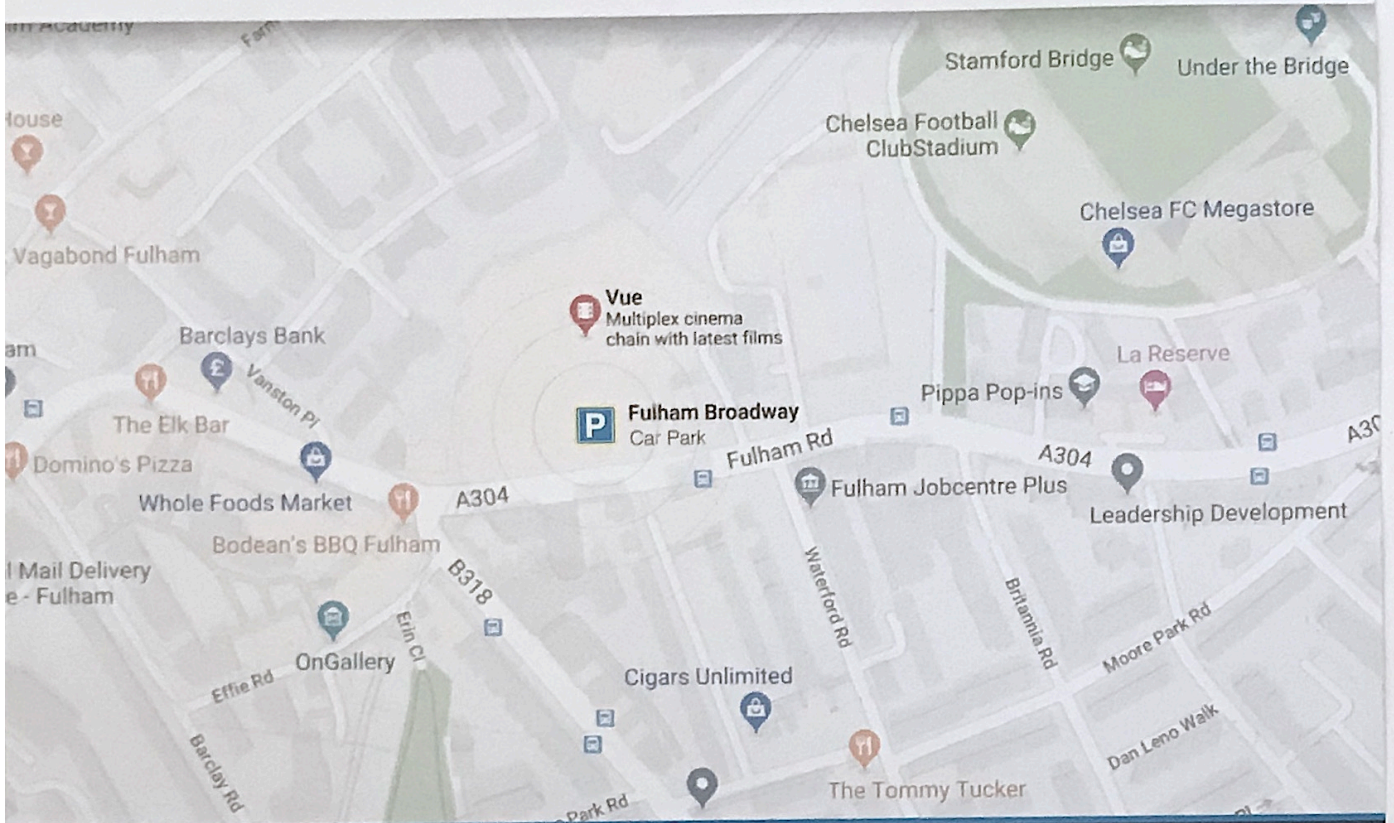 Academy
Farm
Stamford Bridge
Under the Bridge
Chelsea Football
ClubStadium
Chelsea FC Megastore
Vagabond Fulham
Vue
Multiplex cinema
chain with latest films
Barclays Bank
£
Vanston Pl
La Reserve
Pippa Pop-ins
The Elk Bar
P
Fulham Broadway
Car Park
Fulham Rd
A304
A30
Domino's Pizza
Whole Foods Market
A304
Fulham Jobcentre Plus
Leadership Development
Bodean's BBQ Fulham
l Mail Delivery
e - Fulham
B318
Erin Cl
Waterford Rd
Britannia Rd
Moore Park Rd
OnGallery
Effie Rd
Cigars Unlimited
Barclay Rd
Dan Leno Walk
The Tommy Tucker
Park Rd